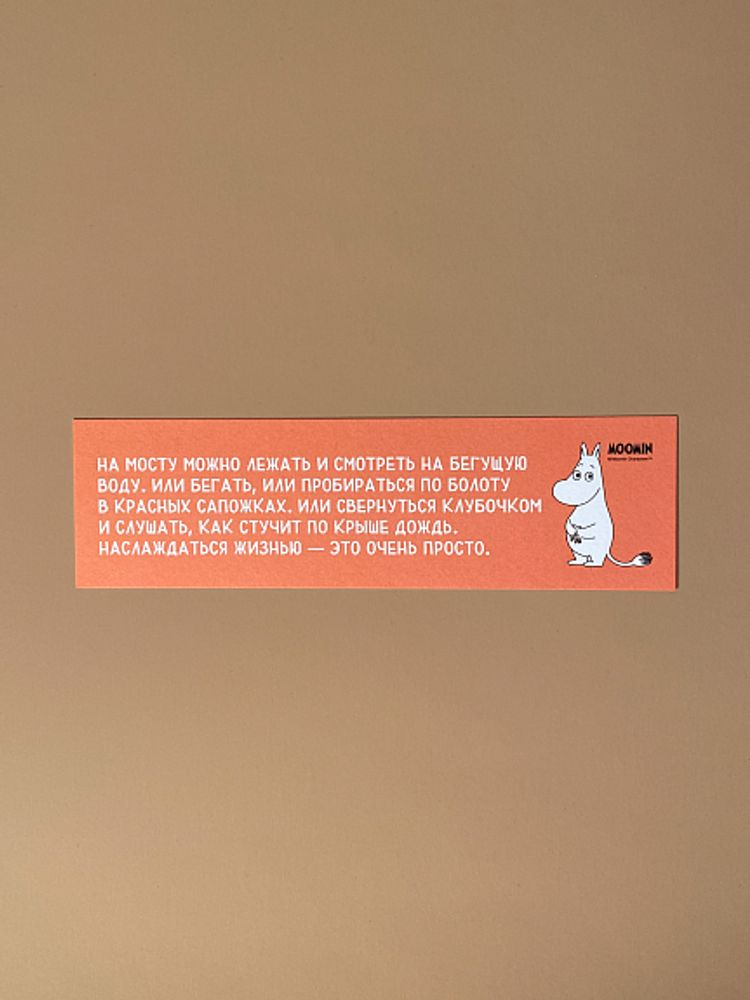 НА МОСТУ МОЖНО ЛЕЖАТЬ И СМОТРЕТЬ НА БЕГУЩУЮ
ВОДУ. ИЛИ БЕГАТЬ, ИЛИ ПРОБИРАТЬСЯ ПО БОЛОТУ
В КРАСНЫХ САПОЖКАХ. ИЛИ СВЕРНУТЬСЯ КЛУБОЧКОМ
И СЛУШАТЬ, КАК СТУЧИТ ПО КРЫШЕ ДОЖДЬ.
НАСЛАЖДАТЬСЯ ЖИЗНЬЮ — ЭТО ОЧЕНЬ ПРОСТО.
MOOMIN